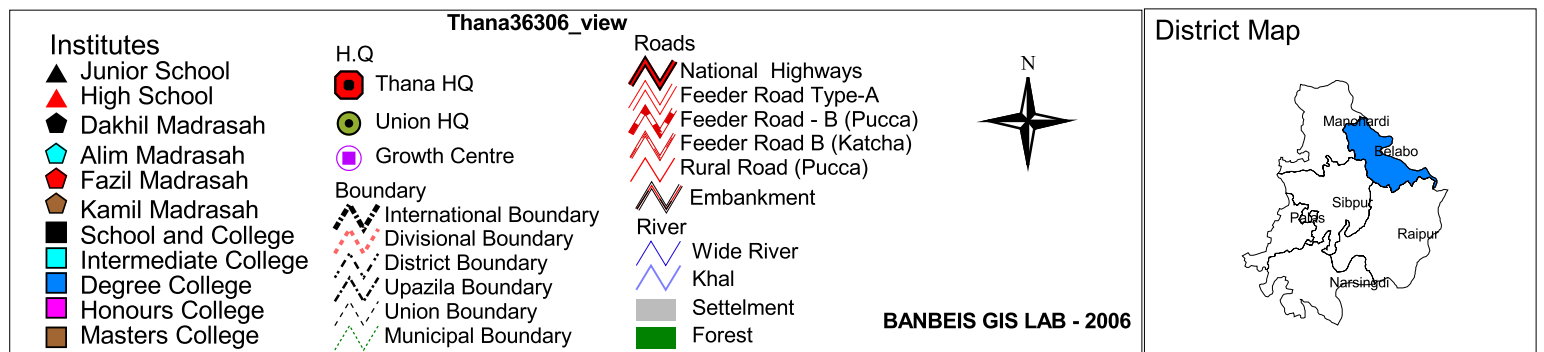 Thana36306_view
Institutes
Junior School
High School
Dakhil Madrasah
Alim Madrasah
Fazil Madrasah
Kamil Madrasah
School and College
Intermediate College
Degree College
Honours College
Masters College
H.Q
Thana HQ
Union HQ
Growth Centre
Boundary
International Boundary
Divisional Boundary
District Boundary
Upazila Boundary
Union Boundary
Municipal Boundary
Roads
National Highways
Feeder Road Type-A
Feeder Road - B (Pucca)
Feeder Road B (Katcha)
Rural Road (Pucca)
Embankment
River
Wide River
Khal
Settelment
Forest
N
BANBEIS GIS LAB - 2006
District Map
Manohardi
Belabo
Sibpur
Palas
Raipur
Narsingdi